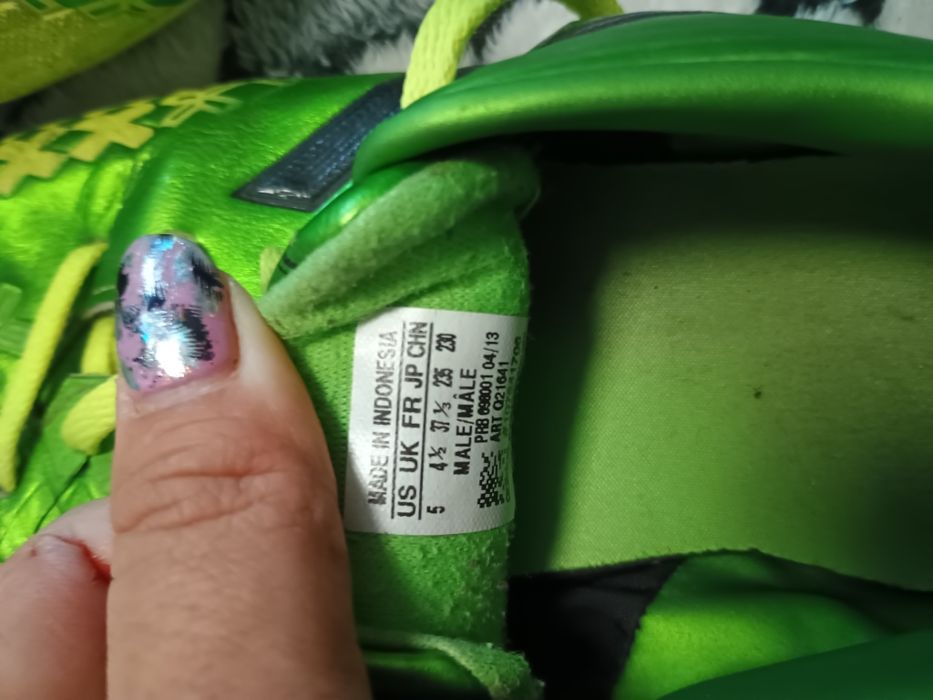 MADE IN INDONESIA
US UK FR JP CHN
5 4½ 37⅓ 235 230
MALE/MÂLE
PRB 698001 04/13
ART Q21641